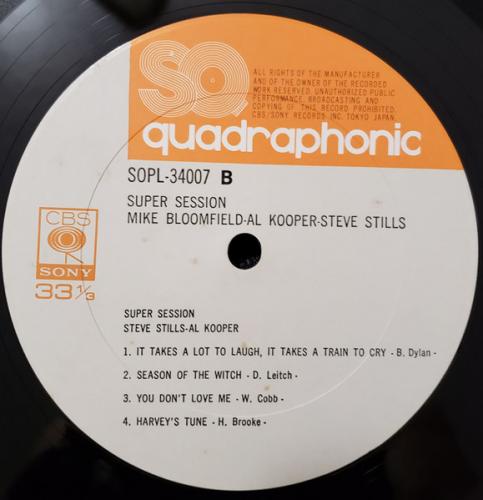 SQ
ALL RIGHTS OF THE MANUFACTURER
AND OF THE OWNER OF THE RECORDED
WORK RESERVED. UNAUTHORIZED PUBLIC
PERFORMANCE, BROADCASTING AND
COPYING OF THIS RECORD PROHIBITED.
CBS/SONY RECORDS INC. TOKYO JAPAN
quadraphonic
SOPL-34007 B
SUPER SESSION
MIKE BLOOMFIELD-AL KOOPER-STEVE STILLS
CBS
SONY
33 1/3
SUPER SESSION
STEVE STILLS-AL KOOPER
1. IT TAKES A LOT TO LAUGH, IT TAKES A TRAIN TO CRY - B. Dylan -
2. SEASON OF THE WITCH - D. Leitch -
3. YOU DON'T LOVE ME - W. Cobb -
4. HARVEY'S TUNE - H. Brooke -